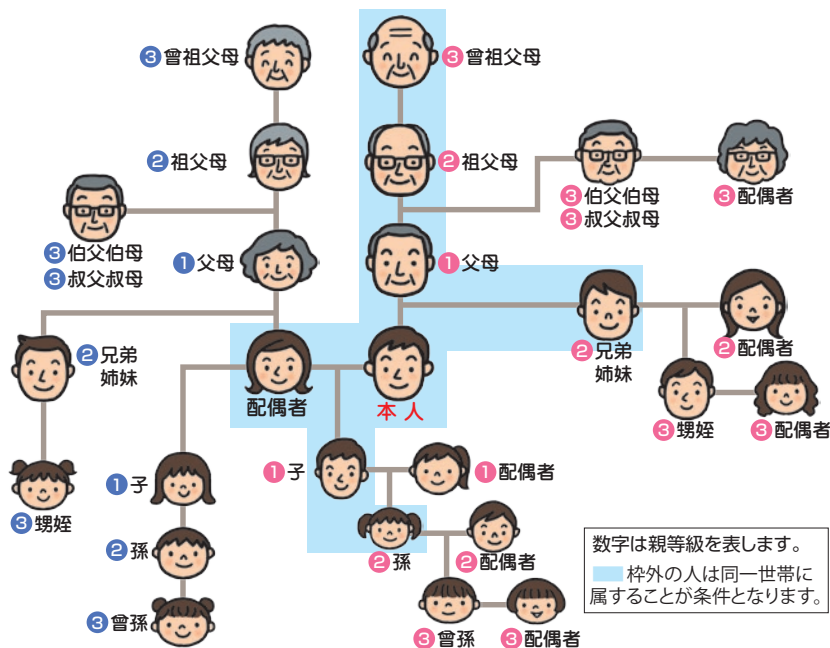 ③曾祖父母
③曾祖父母
②祖父母
②祖父母
③伯父伯母
③叔父叔母
③配偶者
③伯父伯母
③叔父叔母
①父母
①父母
②兄弟
姉妹
配偶者
本人
②兄弟
姉妹
②配偶者
③甥姪
③配偶者
③甥姪
①子
①子
①配偶者
②孫
②孫
②配偶者
③曾孫
③曾孫
③配偶者
数字は親等級を表します。
枠外の人は同一世帯に
属することが条件となります。